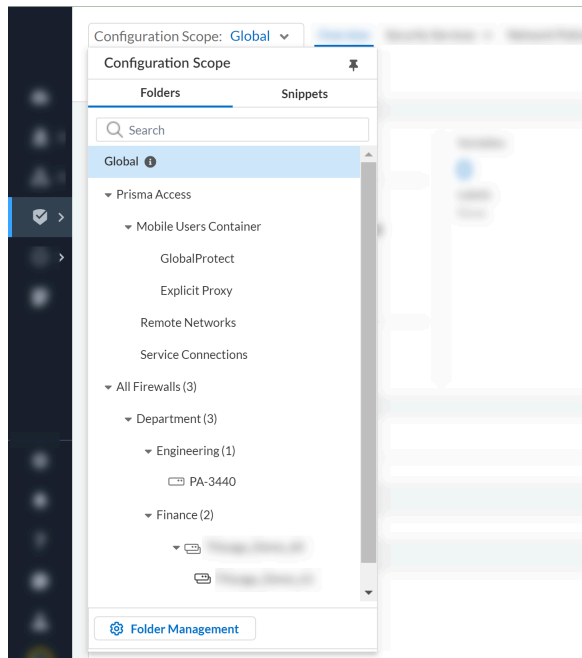 Configuration Scope: Global
Configuration Scope
Folders
Snippets
Search
Global
Prisma Access
Mobile Users Container
GlobalProtect
Explicit Proxy
Remote Networks
Service Connections
All Firewalls (3)
Department (3)
Engineering (1)
PA-3440
Finance (2)
Folder Management